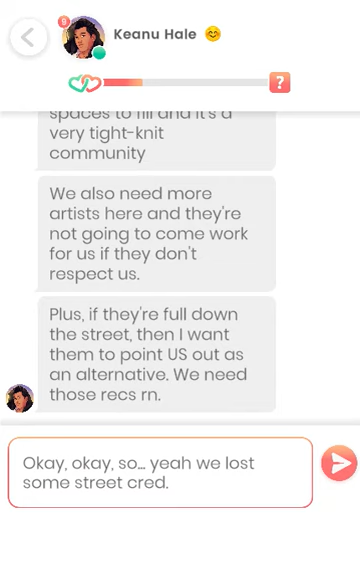 9
Keanu Hale
?
spaces to fill and it's a
very tight-knit
community
We also need more
artists here and they're
not going to come work
for us if they don't
respect us.
Plus, if they're full down
the street, then I want
them to point US out as
an alternative. We need
those recs rn.
Okay, okay, so... yeah we lost
some street cred.